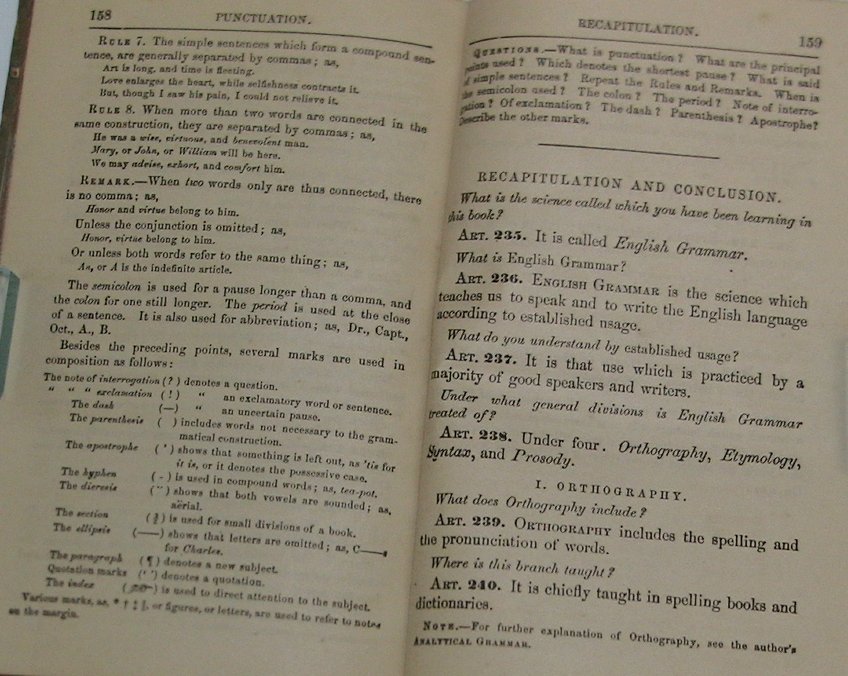 158 PUNCTUATION.
RULE 7. The simple sentences which form a compound sen-
tence, are generally separated by commas; as,
Art is long, and time is fleeting.
Love enlarges the heart, while selfishness contracts it.
But, though I saw his pain, I could not relieve it.
RULE 8. When more than two words are connected in the
same construction, they are separated by commas; as,
He was a wise, virtuous, and benevolent man.
Mary, or John, or William will be here.
We may advise, exhort, and comfort him.
REMARK.—When two words only are thus connected, there
is no comma; as,
Honor and virtue belong to him.
Unless the conjunction is omitted; as,
Honor, virtue belong to him.
Or unless both words refer to the same thing; as,
An, or A is the indefinite article.
The semicolon is used for a pause longer than a comma, and
the colon for one still longer. The period is used at the close
of a sentence. It is also used for abbreviation; as, Dr., Capt.,
Oct., A., B.
Besides the preceding points, several marks are used in
composition as follows:
The note of interrogation (?) denotes a question.
" " " exclamation (!) " an exclamatory word or sentence.
The dash (—) " an uncertain pause.
The parenthesis ( ) includes words not necessary to the gram-
matical construction.
The apostrophe (') shows that something is left out, as 'tis for
it is, or it denotes the possessive case.
The hyphen (-) is used in compound words; as, tea-pot.
The dieresis (¨) shows that both vowels are sounded; as,
aërial.
The section (§) is used for small divisions of a book.
The ellipsis (——) shows that letters are omitted; as, C——s
for Charles.
The paragraph (¶) denotes a new subject.
Quotation marks (' ') denotes a quotation.
The index (☞) is used to direct attention to the subject.
Various marks, as, * † ‡ ‖, or figures, or letters, are used to refer to notes
on the margin.
RECAPITULATION. 159
QUESTIONS.—What is punctuation? What are the principal
points used? Which denotes the shortest pause? What is said
of simple sentences? Repeat the Rules and Remarks. When is
the semicolon used? The colon? The period? Note of interro-
gation? Of exclamation? The dash? Parenthesis? Apostrophe?
Describe the other marks.
RECAPITULATION AND CONCLUSION.
What is the science called which you have been learning in
this book?
ART. 235. It is called English Grammar.
What is English Grammar?
ART. 236. ENGLISH GRAMMAR is the science which
teaches us to speak and to write the English language
according to established usage.
What do you understand by established usage?
ART. 237. It is that use which is practiced by a
majority of good speakers and writers.
Under what general divisions is English Grammar
treated of?
ART. 238. Under four. Orthography, Etymology,
Syntax, and Prosody.
I. ORTHOGRAPHY.
What does Orthography include?
ART. 239. ORTHOGRAPHY includes the spelling and
the pronunciation of words.
Where is this branch taught?
ART. 240. It is chiefly taught in spelling books and
dictionaries.
NOTE.—For further explanation of Orthography, see the author's
ANALYTICAL GRAMMAR.